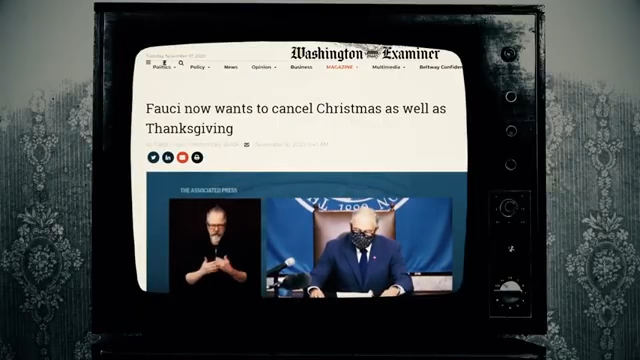 Washington Examiner
Politics Policy News Opinion Business MAGAZINE Multimedia Beltway Confiden
Fauci now wants to cancel Christmas as well as
Thanksgiving
THE ASSOCIATED PRESS